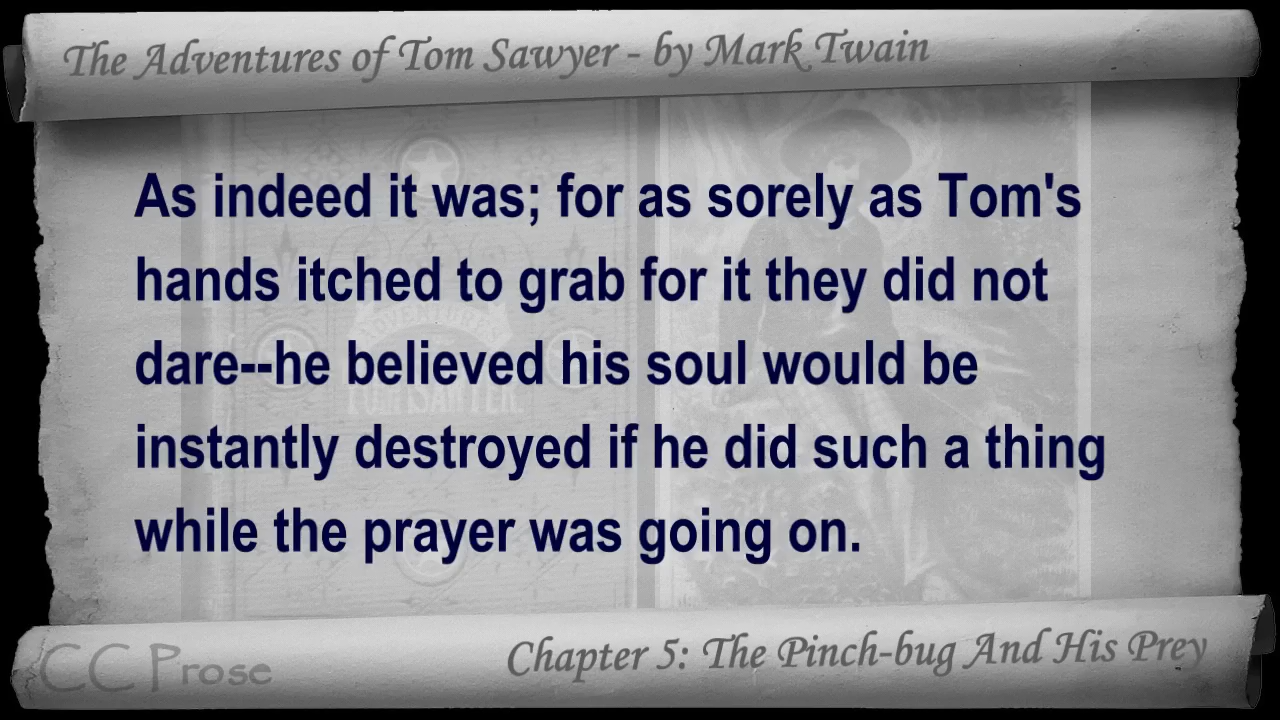 The Adventures of Tom Sawyer - by Mark Twain
As indeed it was; for as sorely as Tom's
hands itched to grab for it they did not
dare--he believed his soul would be
instantly destroyed if he did such a thing
while the prayer was going on.
CC Prose
Chapter 5: The Pinch-bug And His Prey